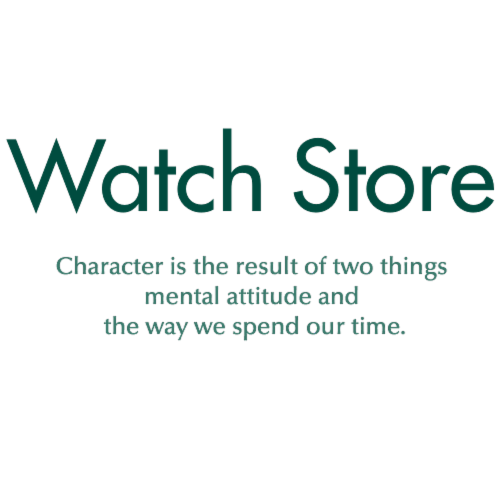 Watch Store
Character is the result of two things
mental attitude and
the way we spend our time.